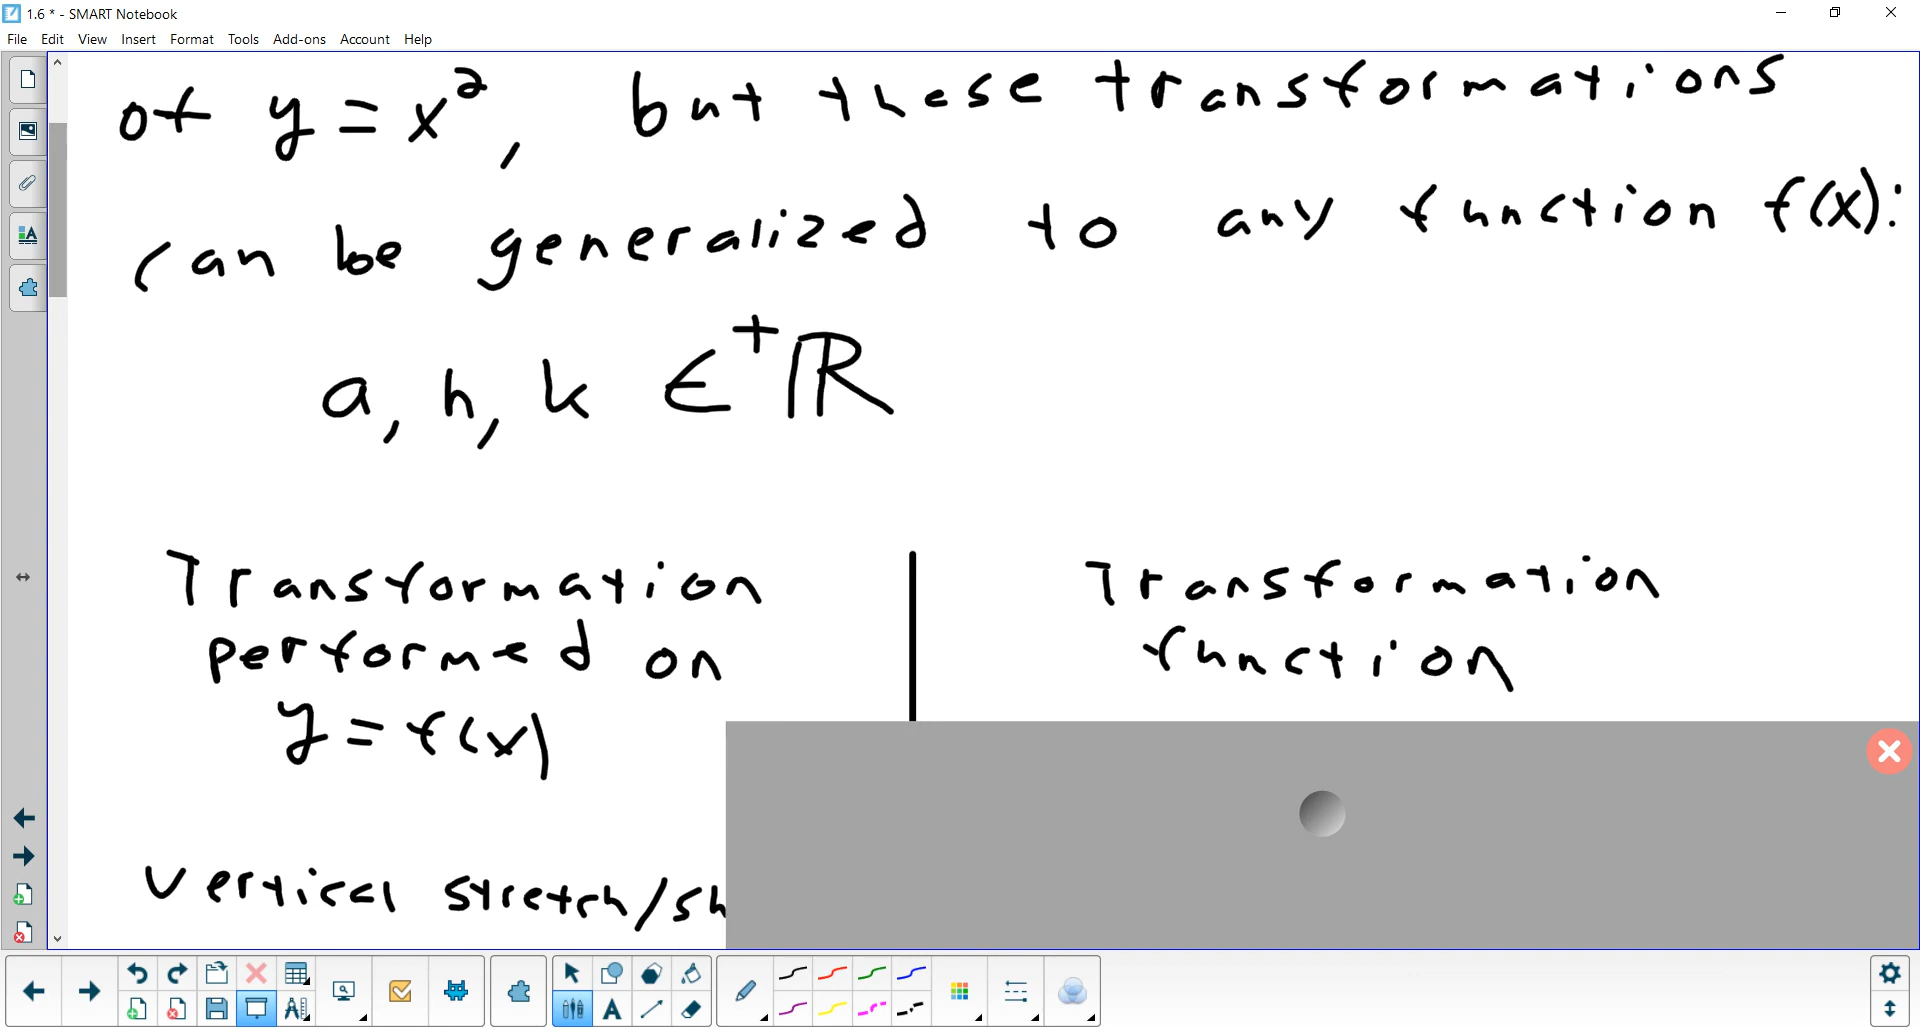 1.6 * - SMART Notebook
File Edit View Insert Format Tools Add-ons Account Help
of y = x², but these transformations
can be generalized to any function f(x):
a, h, k ∈ ⁺ℝ
Transformation
performed on
y = f(x)
Transformation
function
vertical stretch/sh